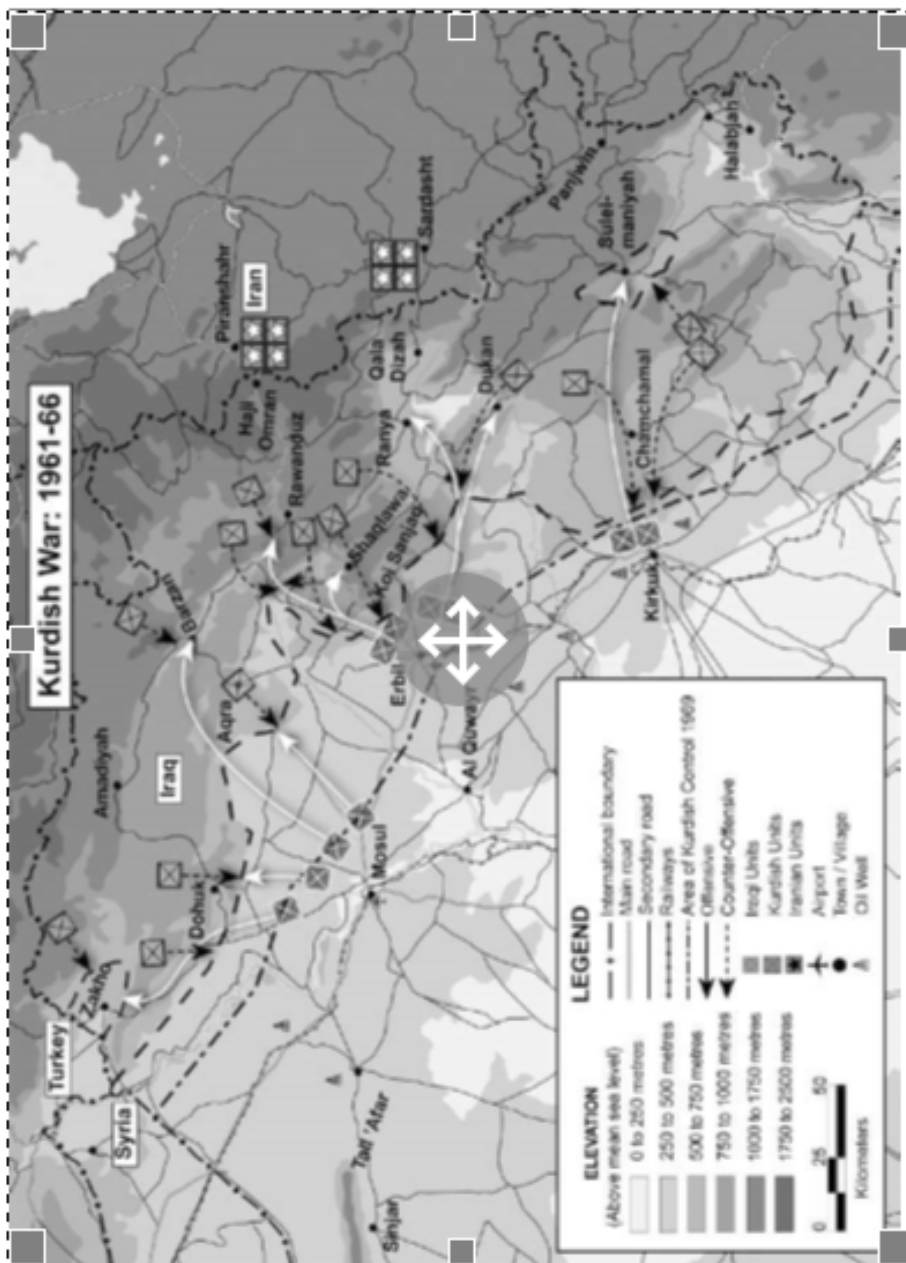 Kurdish War: 1961-66
Turkey
Syria
Iraq
Iran
Zakho
Amadiyah
Dohuk
Barzan
Aqra
Haji
Omran
Piranshahr
Rawanduz
Shaqlawa
Koi Sanjaq
Ranya
Qala
Dizah
Sardasht
Dukan
Erbil
Mosul
Al Quwayr
Kirkuk
Chamchamal
Sulei-
maniyah
Penjwin
Halabjah
Tall 'Afar
Sinjar
LEGEND
ELEVATION
(Above mean sea level)
0 to 250 metres
250 to 500 metres
500 to 750 metres
750 to 1000 metres
1000 to 1750 metres
1750 to 2500 metres
0 25 50
Kilometers
International boundary
Main road
Secondary road
Railways
Area of Kurdish Control 1969
Offensive
Counter-Offensive
Iraqi Units
Kurdish Units
Iranian Units
Airport
Town / Village
Oil Well